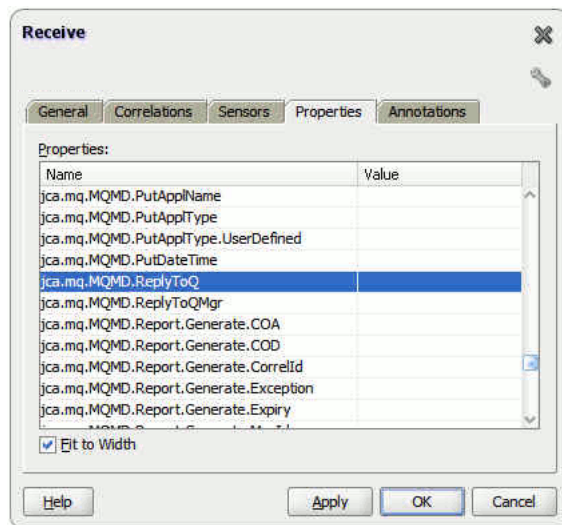 Receive
General Correlations Sensors Properties Annotations
Properties:
Name Value
jca.mq.MQMD.PutApplName
jca.mq.MQMD.PutApplType
jca.mq.MQMD.PutApplType.UserDefined
jca.mq.MQMD.PutDateTime
jca.mq.MQMD.ReplyToQ
jca.mq.MQMD.ReplyToQMgr
jca.mq.MQMD.Report.Generate.COA
jca.mq.MQMD.Report.Generate.COD
jca.mq.MQMD.Report.Generate.CorrelId
jca.mq.MQMD.Report.Generate.Exception
jca.mq.MQMD.Report.Generate.Expiry
Fit to Width
Help Apply OK Cancel